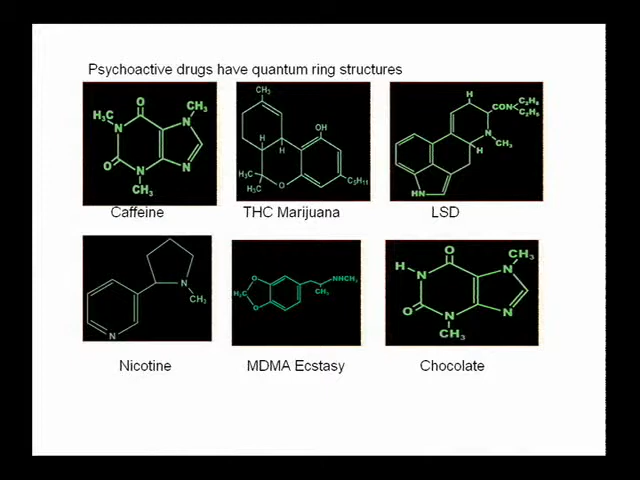 Psychoactive drugs have quantum ring structures
H₃C O CH₃
N N
O N N
CH₃
Caffeine
CH₃
H OH
H
H₃C
H₃C O C₅H₁₁
THC Marijuana
H CON C₂H₅
C₂H₅
N CH₃
H
HN
LSD
N CH₃
N
Nicotine
O NHCH₃
H₂C CH₃
O
MDMA Ecstasy
O CH₃
H N N
O N N
CH₃
Chocolate